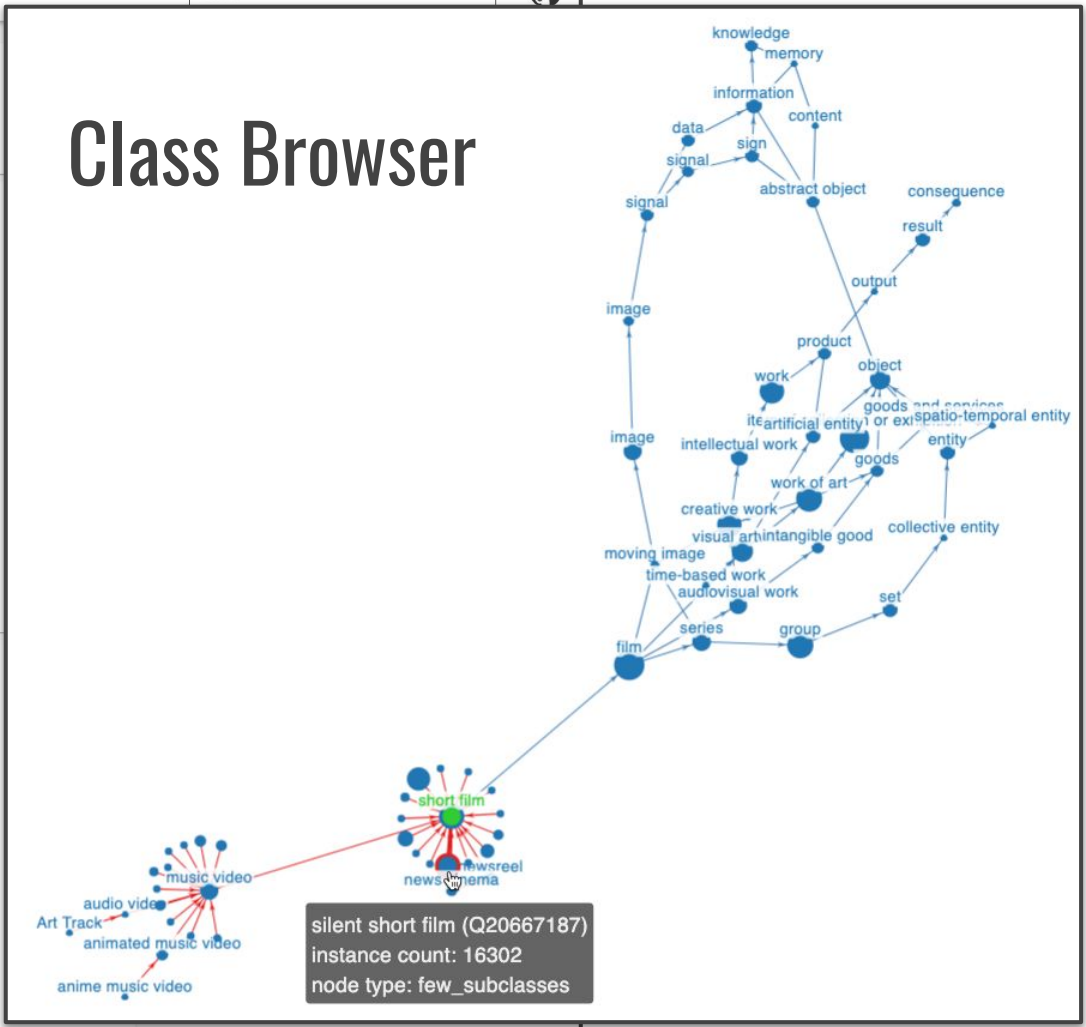 Class Browser
knowledge
memory
information
content
data
sign
signal
abstract object
consequence
signal
result
output
image
product
object
work
goods and services
artificial entity
or
spatio-temporal entity
image
intellectual work
entity
goods
work of art
creative work
collective entity
visual art
intangible good
moving image
time-based work
audiovisual work
set
series
group
film
short film
newsreel
music video
audio video
Art Track
animated music video
anime music video
silent short film (Q20667187)
instance count: 16302
node type: few_subclasses